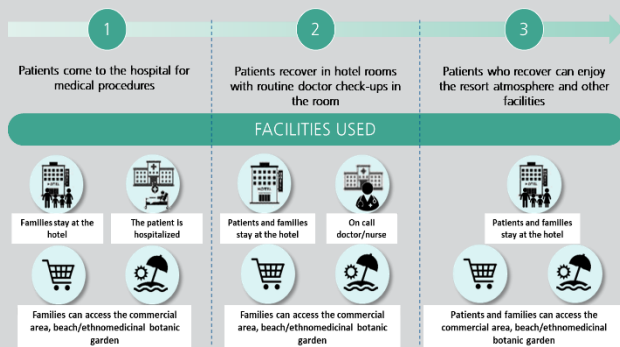 1
2
3
Patients come to the hospital for
medical procedures
Patients recover in hotel rooms
with routine doctor check-ups in
the room
Patients who recover can enjoy
the resort atmosphere and other
facilities
FACILITIES USED
Families stay at the
hotel
The patient is
hospitalized
Patients and families
stay at the hotel
On call
doctor/nurse
Patients and families
stay at the hotel
Families can access the commercial
area, beach/ethnomedicinal botanic
garden
Families can access the commercial
area, beach/ethnomedicinal botanic
garden
Patients and families can access the
commercial area, beach/ethnomedicinal
botanic garden